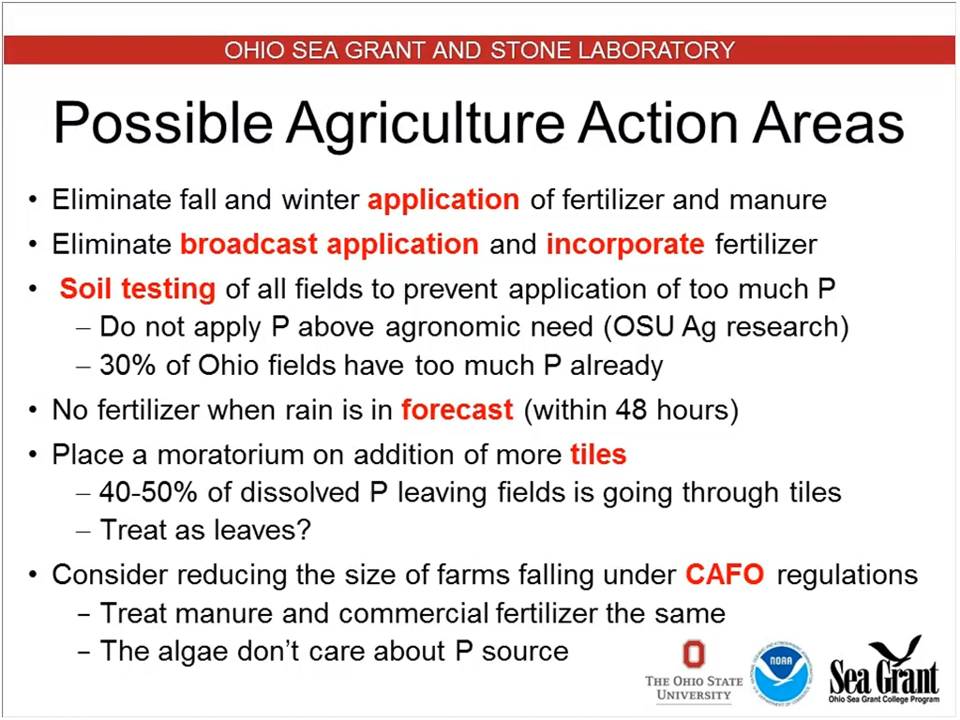 OHIO SEA GRANT AND STONE LABORATORY
Possible Agriculture Action Areas
• Eliminate fall and winter application of fertilizer and manure
• Eliminate broadcast application and incorporate fertilizer
• Soil testing of all fields to prevent application of too much P
– Do not apply P above agronomic need (OSU Ag research)
– 30% of Ohio fields have too much P already
• No fertilizer when rain is in forecast (within 48 hours)
• Place a moratorium on addition of more tiles
– 40-50% of dissolved P leaving fields is going through tiles
– Treat as leaves?
• Consider reducing the size of farms falling under CAFO regulations
– Treat manure and commercial fertilizer the same
– The algae don’t care about P source
THE OHIO STATE
UNIVERSITY
NOAA
Sea Grant
Ohio Sea Grant College Program